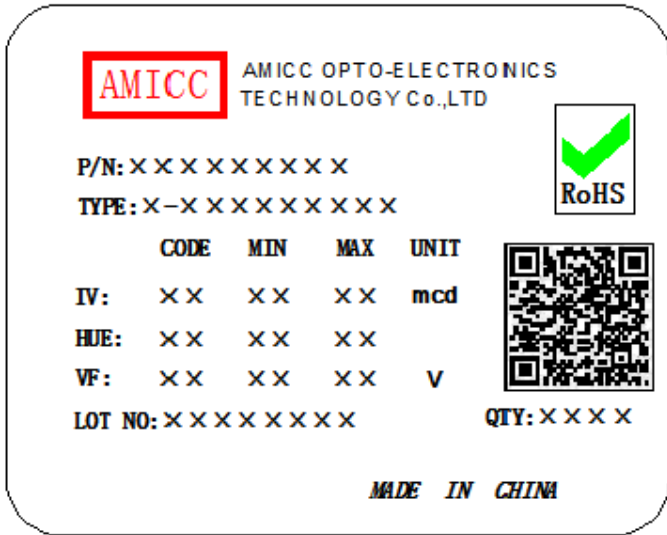 AMICC
AMICC OPTO-ELECTRONICS
TECHNOLOGY Co.,LTD
RoHS
P/N:×××××××××
TYPE:×-×××××××××
CODE MIN MAX UNIT
IV: ×× ×× ×× mcd
HUE: ×× ×× ××
VF: ×× ×× ×× V
LOT NO:×××××××× QTY:××××
MADE IN CHINA